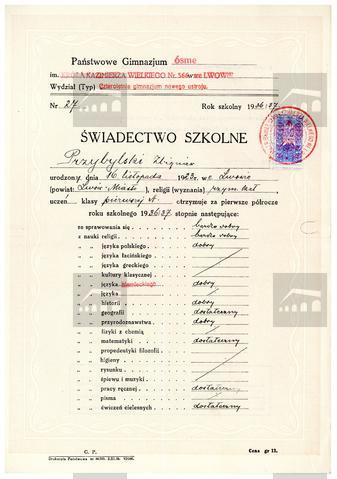 Państwowe Gimnazjum ósme
im. KRÓLA KAZIMIERZA WIELKIEGO Nr. 566 we LWOWIE
Wydział (Typ) Czteroletnie gimnazjum nowego ustroju.
Nr. 27 Rok szkolny 1936/37
ŚWIADECTWO SZKOLNE
Przybylski Zbigniew
urodzony dnia 16 listopada 1923 r. we Lwowie
(powiat: Lwów-Miasto), religji (wyznania) rzym. kat.,
uczeń klasy pierwszej A. otrzymuje za pierwsze półrocze
roku szkolnego 1936/37 stopnie następujące:
ze sprawowania się bardzo dobry
z nauki religji bardzo dobry
„ „ języka polskiego dobry
„ „ języka łacińskiego
„ „ języka greckiego
„ „ kultury klasycznej
„ „ języka niemieckiego dobry
„ „ języka
„ „ historji dobry
„ „ geografji dostateczny
„ „ przyrodoznawstwa dobry
„ „ fizyki z chemją
„ „ matematyki dostateczny
„ „ propedeutyki filozofji
„ „ higjeny
„ „ rysunku
„ „ śpiewu i muzyki
„ „ pracy ręcznej dostateczny
„ „ pisma
„ „ ćwiczeń cielesnych dostateczny
G. P. Cena gr 13.